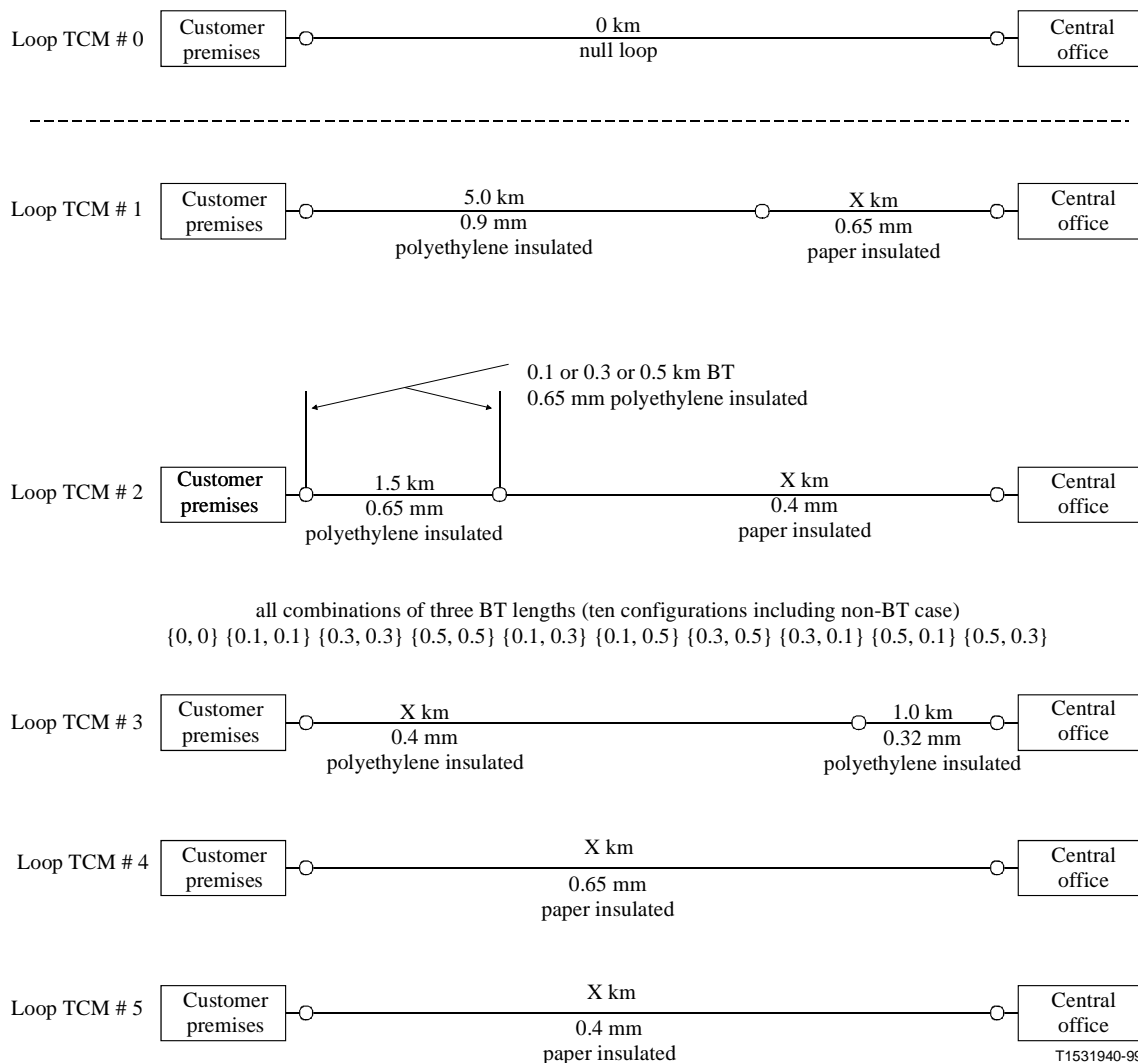 Loop TCM # 0
Customer
premises
0 km
null loop
Central
office
Loop TCM # 1
Customer
premises
5.0 km
0.9 mm
polyethylene insulated
X km
0.65 mm
paper insulated
Central
office
0.1 or 0.3 or 0.5 km BT
0.65 mm polyethylene insulated
Loop TCM # 2
Customer
premises
1.5 km
0.65 mm
polyethylene insulated
X km
0.4 mm
paper insulated
Central
office
all combinations of three BT lengths (ten configurations including non-BT case)
{0, 0} {0.1, 0.1} {0.3, 0.3} {0.5, 0.5} {0.1, 0.3} {0.1, 0.5} {0.3, 0.5} {0.3, 0.1} {0.5, 0.1} {0.5, 0.3}
Loop TCM # 3
Customer
premises
X km
0.4 mm
polyethylene insulated
1.0 km
0.32 mm
polyethylene insulated
Central
office
Loop TCM # 4
Customer
premises
X km
0.65 mm
paper insulated
Central
office
Loop TCM # 5
Customer
premises
X km
0.4 mm
paper insulated
Central
office
T1531940-99